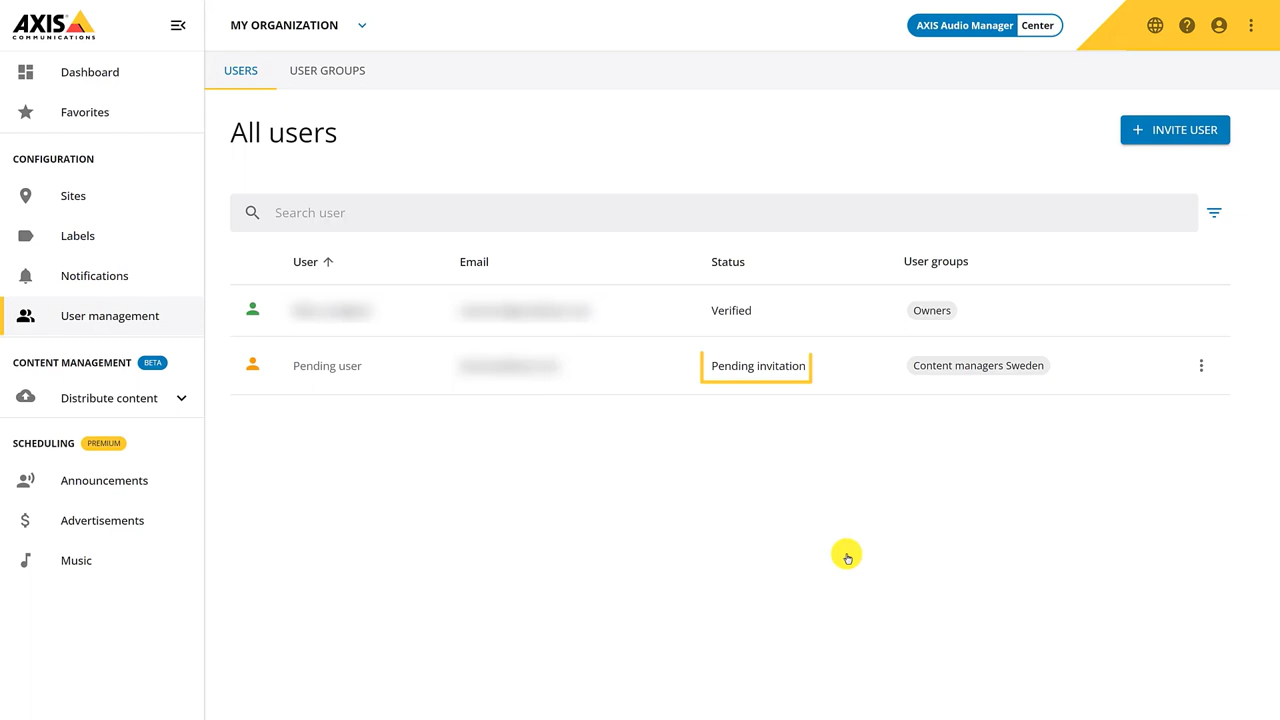 AXIS
COMMUNICATIONS
MY ORGANIZATION
AXIS Audio Manager Center
Dashboard
Favorites
CONFIGURATION
Sites
Labels
Notifications
User management
CONTENT MANAGEMENT BETA
Distribute content
SCHEDULING PREMIUM
Announcements
Advertisements
Music
USERS USER GROUPS
All users
+ INVITE USER
Search user
User Email Status User groups
Verified Owners
Pending user Pending invitation Content managers Sweden